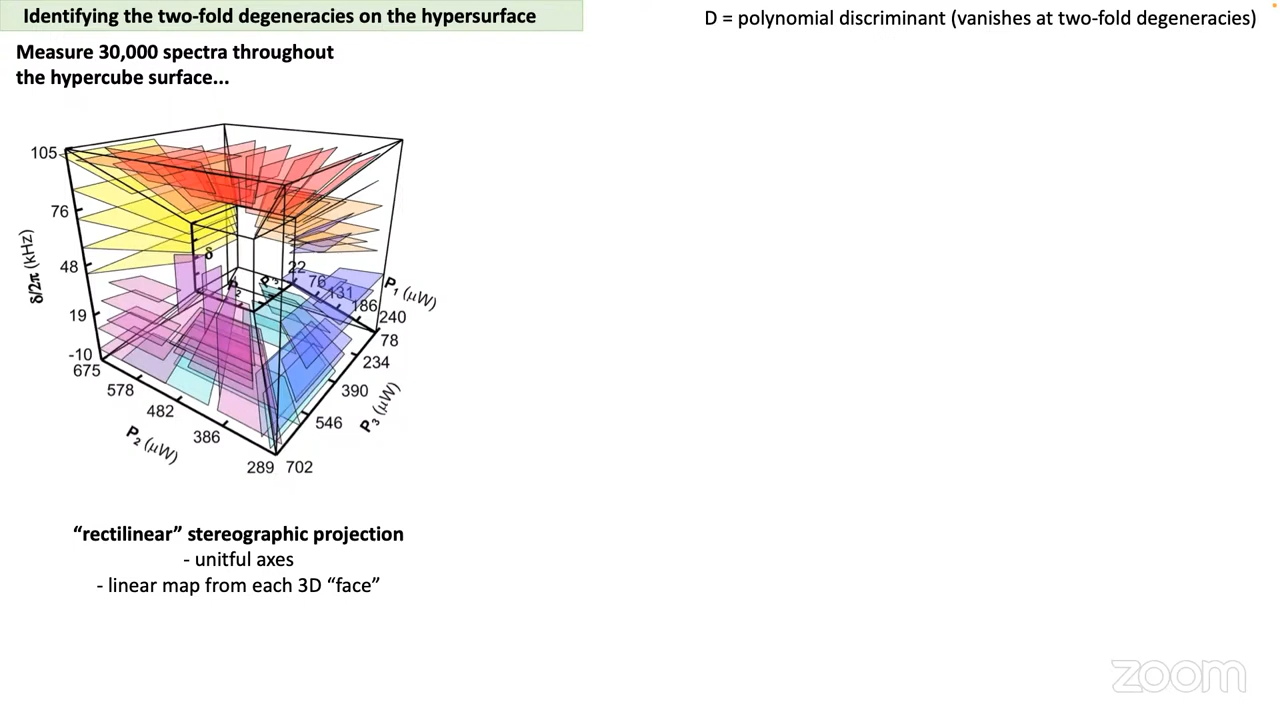 Identifying the two-fold degeneracies on the hypersurface
D = polynomial discriminant (vanishes at two-fold degeneracies)
Measure 30,000 spectra throughout
the hypercube surface...
105
76
48
19
-10
δ/2π (kHz)
675
578
482
386
289
P₂ (μW)
702
546
390
234
78
P₃ (μW)
22
76
131
186
240
P₁ (μW)
δ
P₂
P₃
“rectilinear” stereographic projection
- unitful axes
- linear map from each 3D “face”
zoom